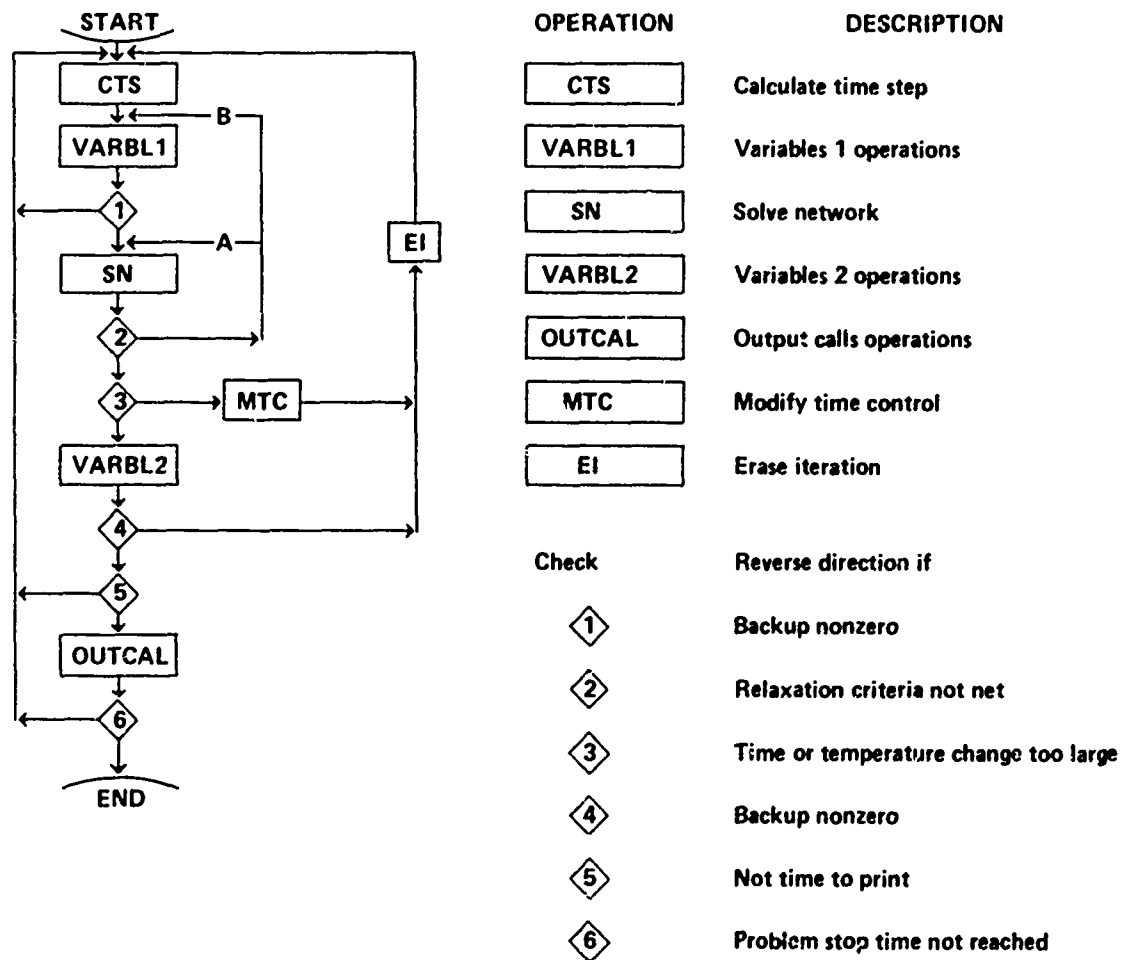 START
CTS
B
VARBL1
1
A
EI
SN
2
3
MTC
VARBL2
4
5
OUTCAL
6
END
OPERATION DESCRIPTION
CTS Calculate time step
VARBL1 Variables 1 operations
SN Solve network
VARBL2 Variables 2 operations
OUTCAL Output calls operations
MTC Modify time control
EI Erase iteration
Check Reverse direction if
1 Backup nonzero
2 Relaxation criteria not net
3 Time or temperature change too large
4 Backup nonzero
5 Not time to print
6 Problem stop time not reached